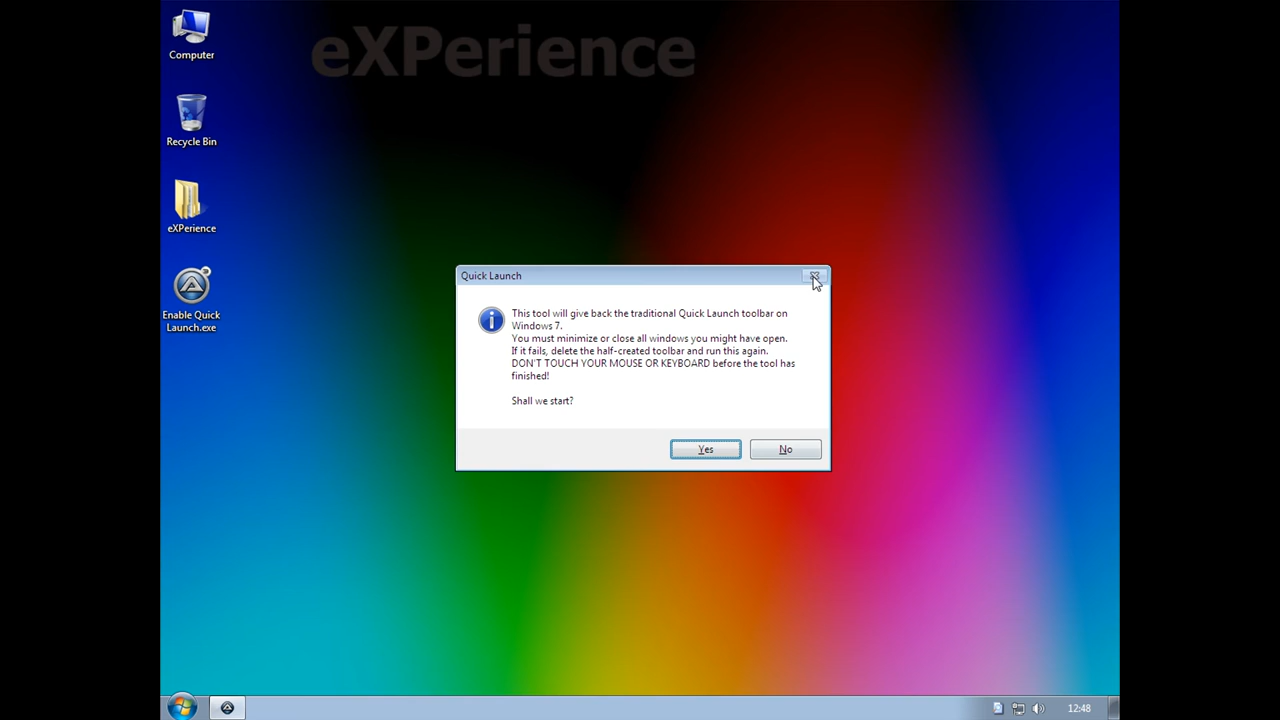 eXPerience
Computer
Recycle Bin
eXPerience
Enable Quick
Launch.exe
Quick Launch
This tool will give back the traditional Quick Launch toolbar on
Windows 7.
You must minimize or close all windows you might have open.
If it fails, delete the half-created toolbar and run this again.
DON'T TOUCH YOUR MOUSE OR KEYBOARD before the tool has
finished!
Shall we start?
Yes
No
12:48